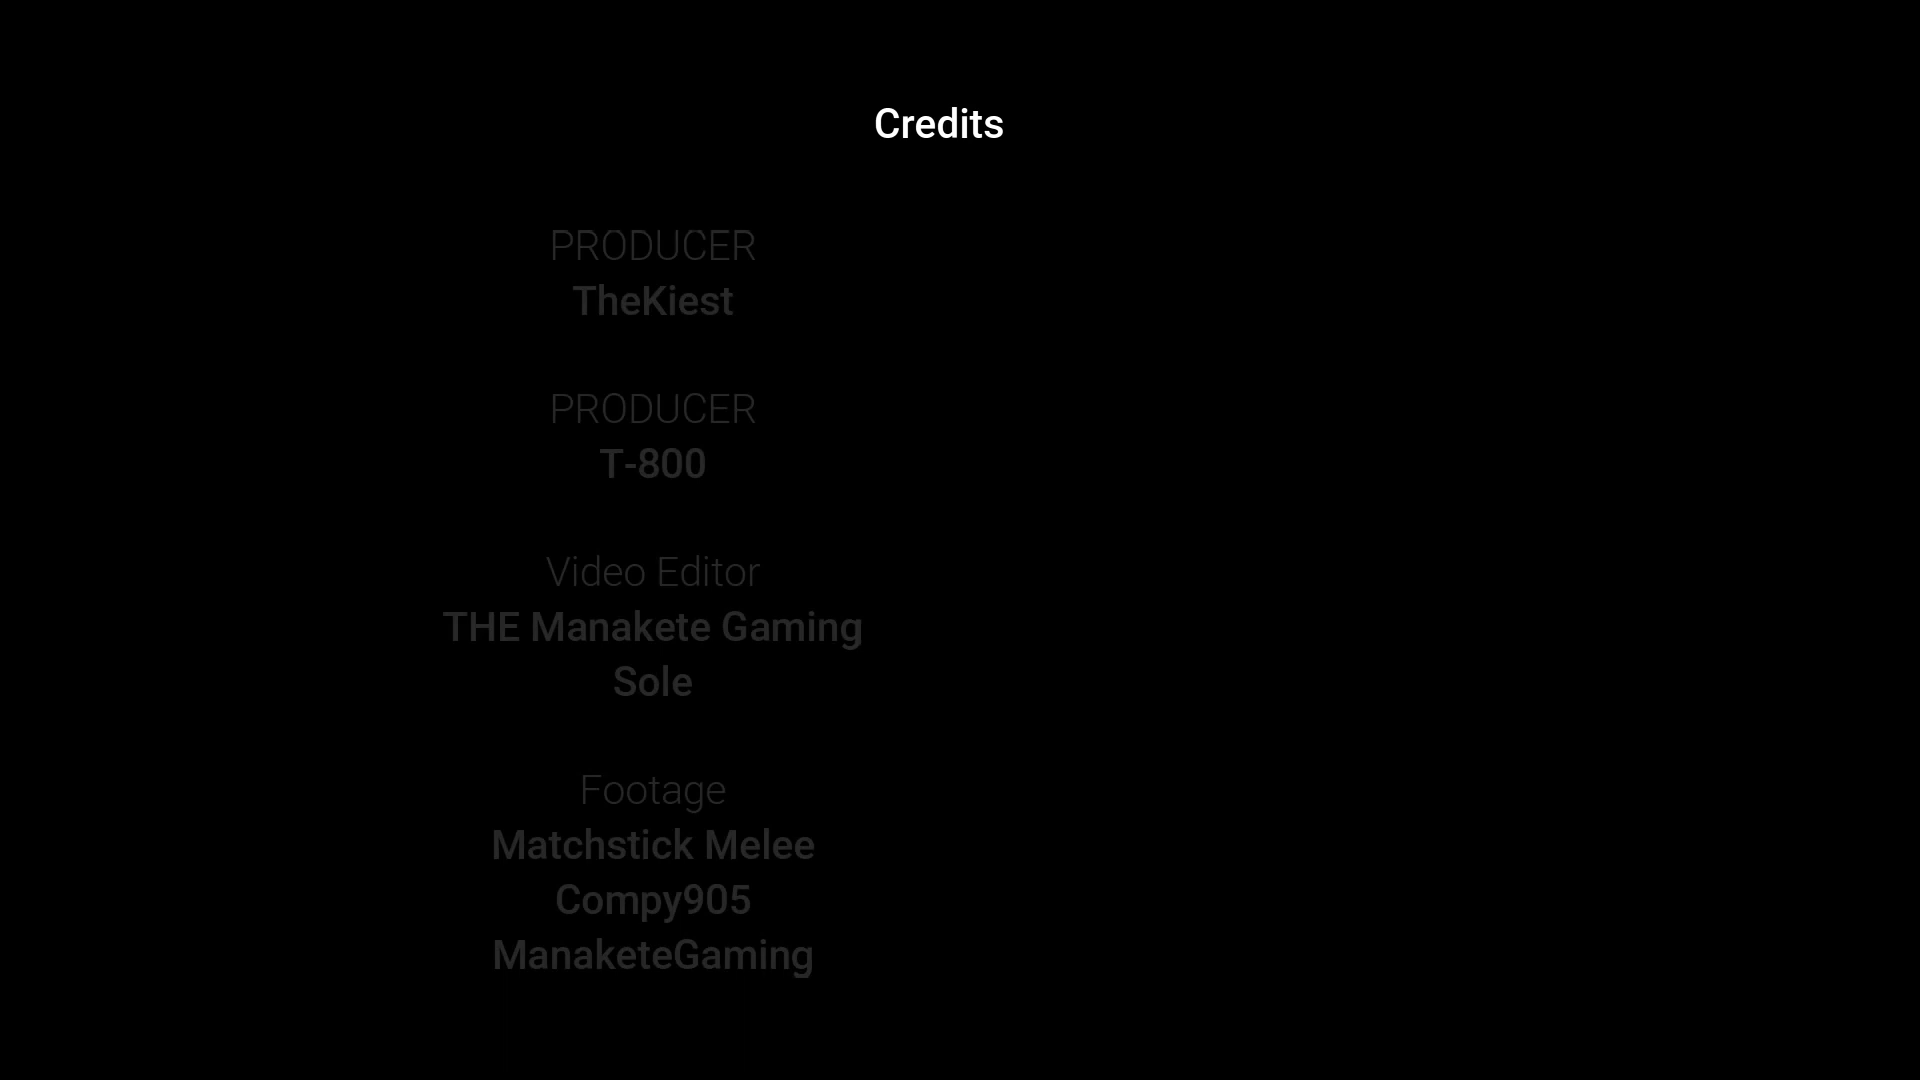 Credits
PRODUCER
TheKiest
PRODUCER
T-800
Video Editor
THE Manakete Gaming
Sole
Footage
Matchstick Melee
Compy905
ManaketeGaming